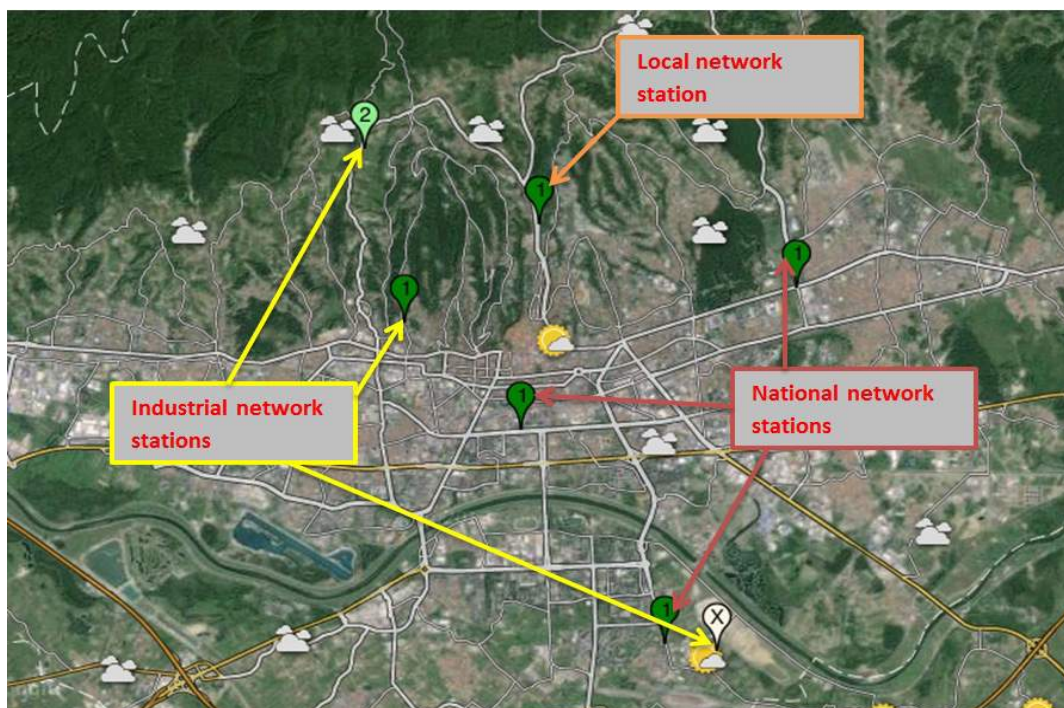 Local network
station
2
1
1
1
Industrial network
stations
1
National network
stations
1
X